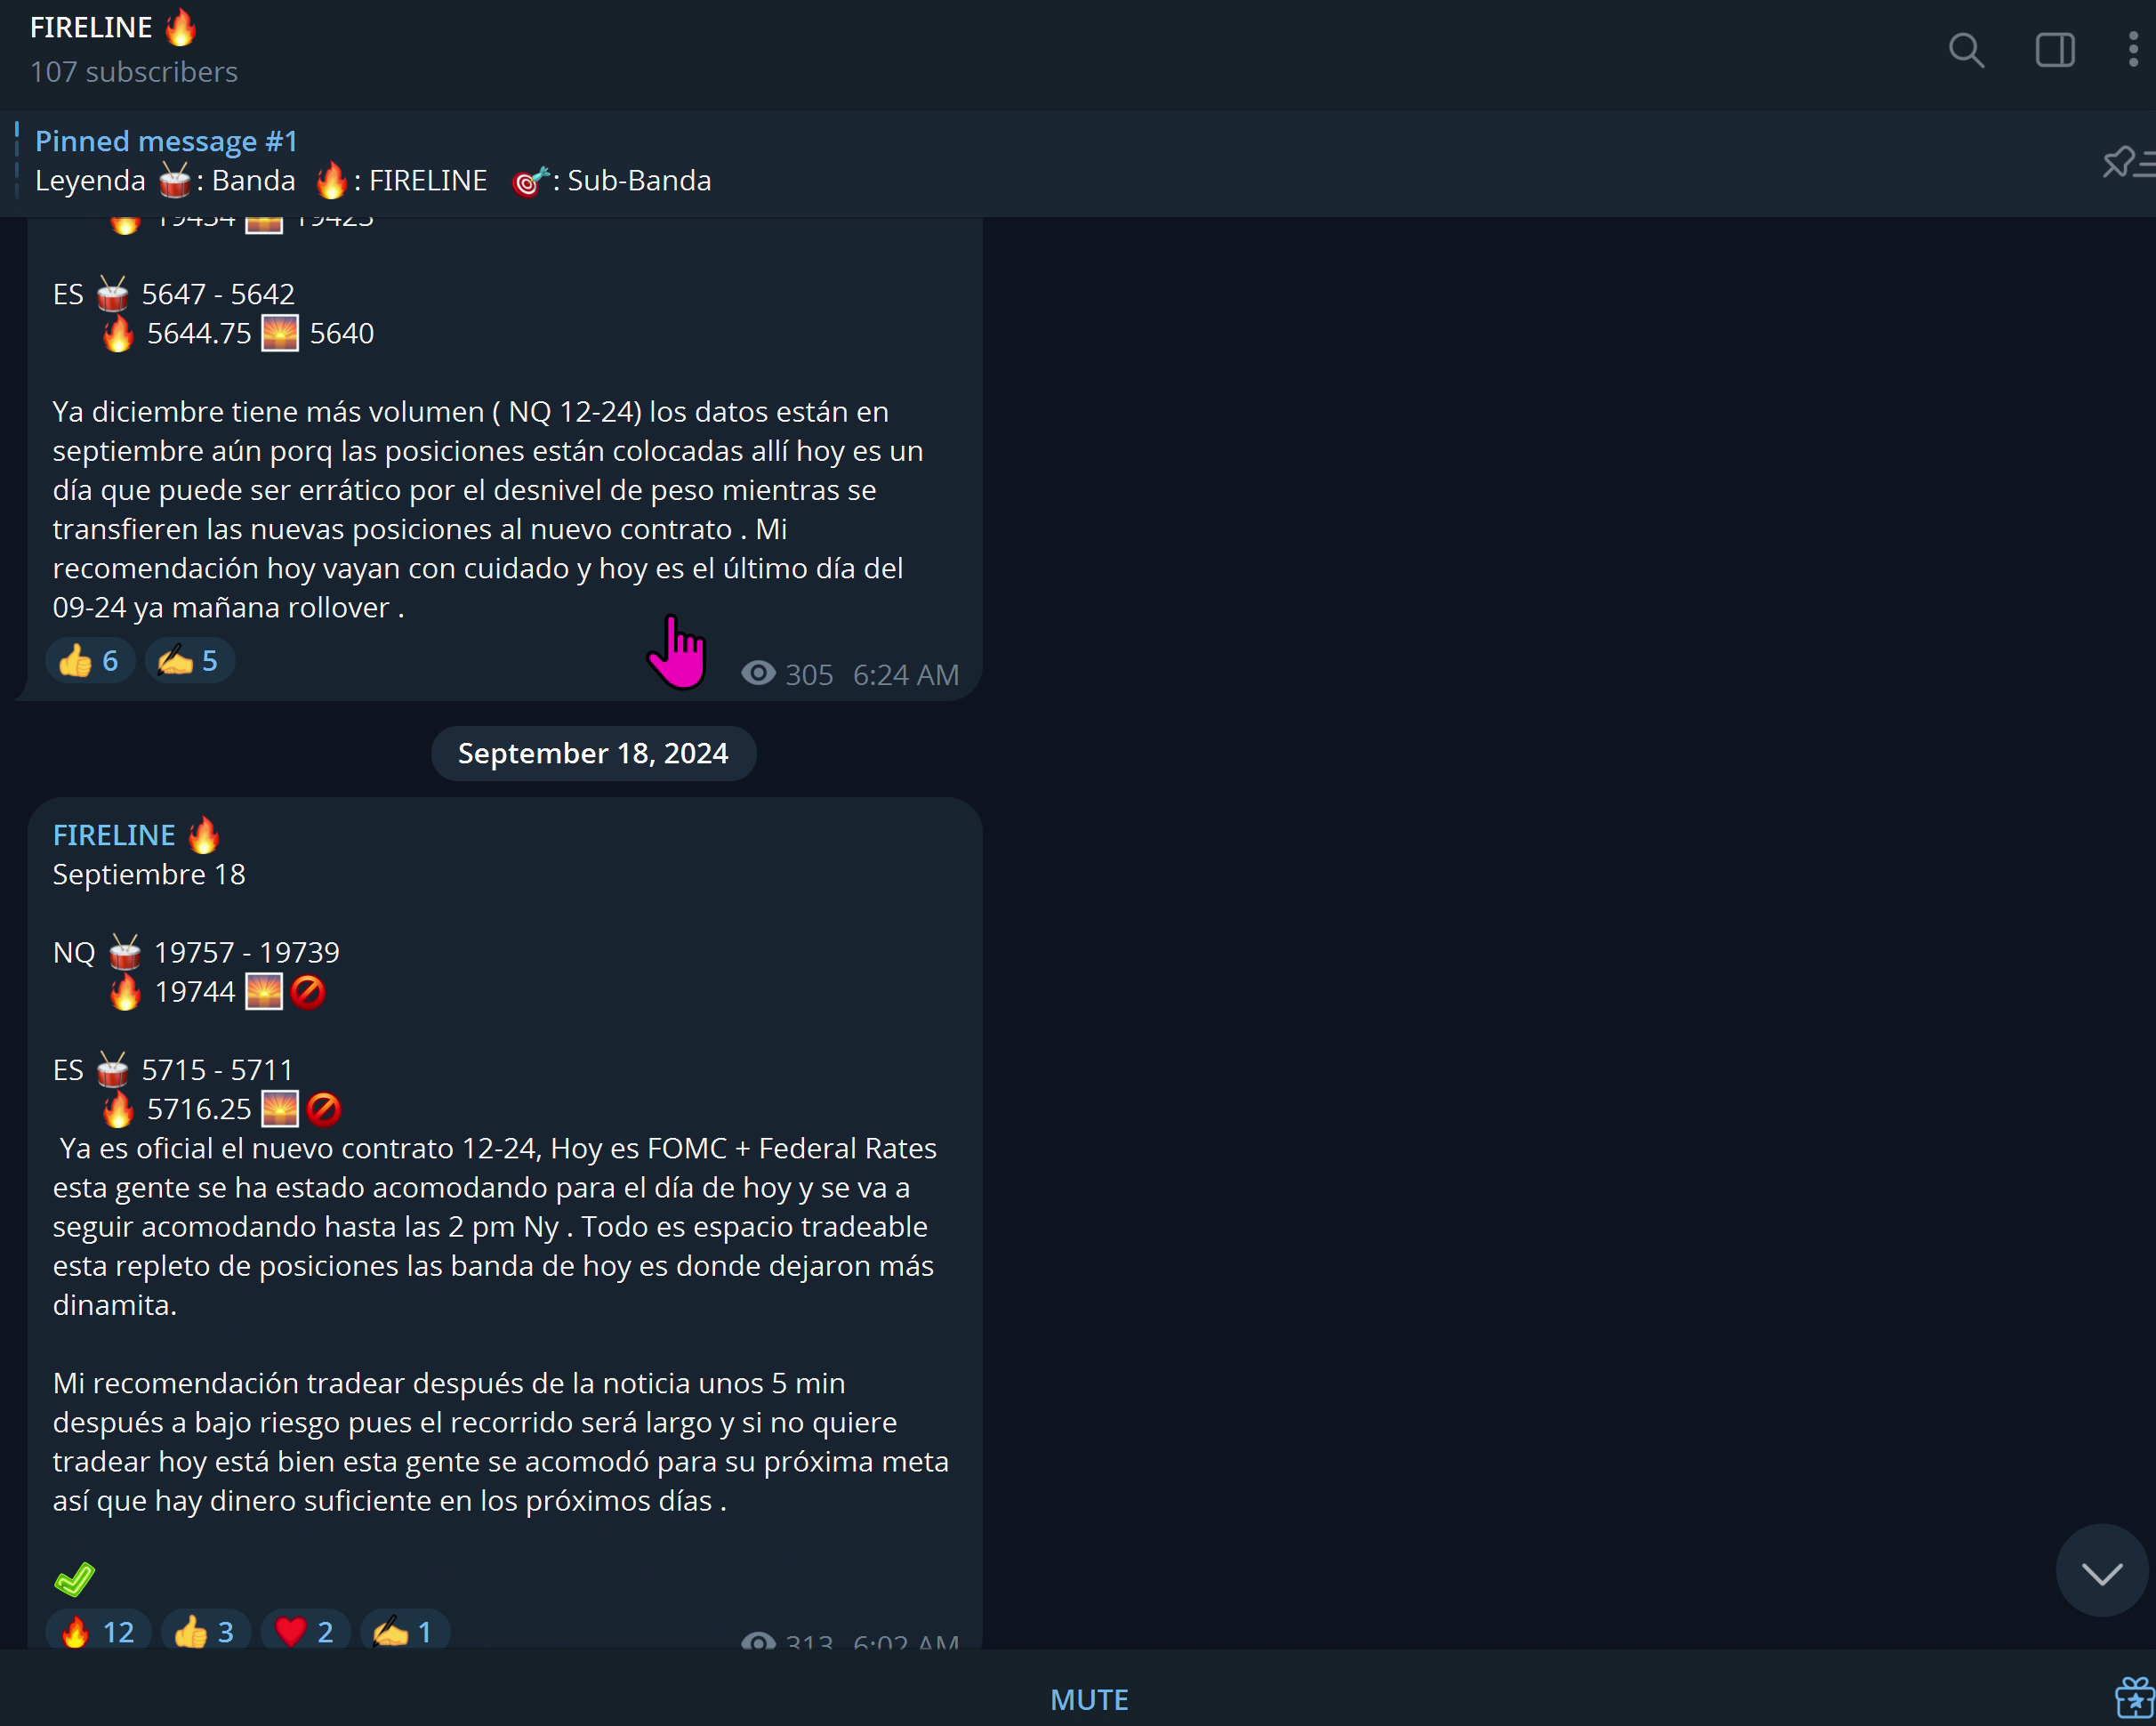 FIRELINE 🔥
107 subscribers
Pinned message #1
Leyenda 🥁: Banda 🔥: FIRELINE 🎯: Sub-Banda
🔥 19434 🌅 19423
ES 🥁 5647 - 5642
🔥 5644.75 🌅 5640
Ya diciembre tiene más volumen ( NQ 12-24) los datos están en
septiembre aún porq las posiciones están colocadas allí hoy es un
día que puede ser errático por el desnivel de peso mientras se
transfieren las nuevas posiciones al nuevo contrato . Mi
recomendación hoy vayan con cuidado y hoy es el último día del
09-24 ya mañana rollover .
👍 6 ✍️ 5
305 6:24 AM
September 18, 2024
FIRELINE 🔥
Septiembre 18
NQ 🥁 19757 - 19739
🔥 19744 🌅🚫
ES 🥁 5715 - 5711
🔥 5716.25 🌅🚫
Ya es oficial el nuevo contrato 12-24, Hoy es FOMC + Federal Rates
esta gente se ha estado acomodando para el día de hoy y se va a
seguir acomodando hasta las 2 pm Ny . Todo es espacio tradeable
esta repleto de posiciones las banda de hoy es donde dejaron más
dinamita.
Mi recomendación tradear después de la noticia unos 5 min
después a bajo riesgo pues el recorrido será largo y si no quiere
tradear hoy está bien esta gente se acomodó para su próxima meta
así que hay dinero suficiente en los próximos días .
🔥 12 👍 3 ❤️ 2 ✍️ 1
313 6:02 AM
MUTE